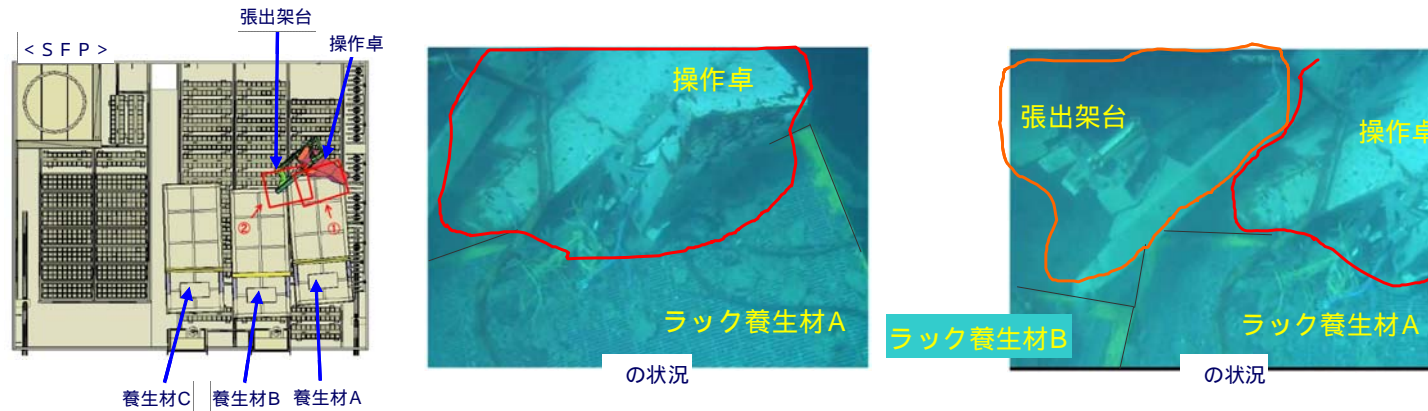 張出架台
操作卓
<SFP>
②
①
養生材C
養生材B
養生材A
操作卓
ラック養生材A
の状況
張出架台
操作卓
ラック養生材B
ラック養生材A
の状況